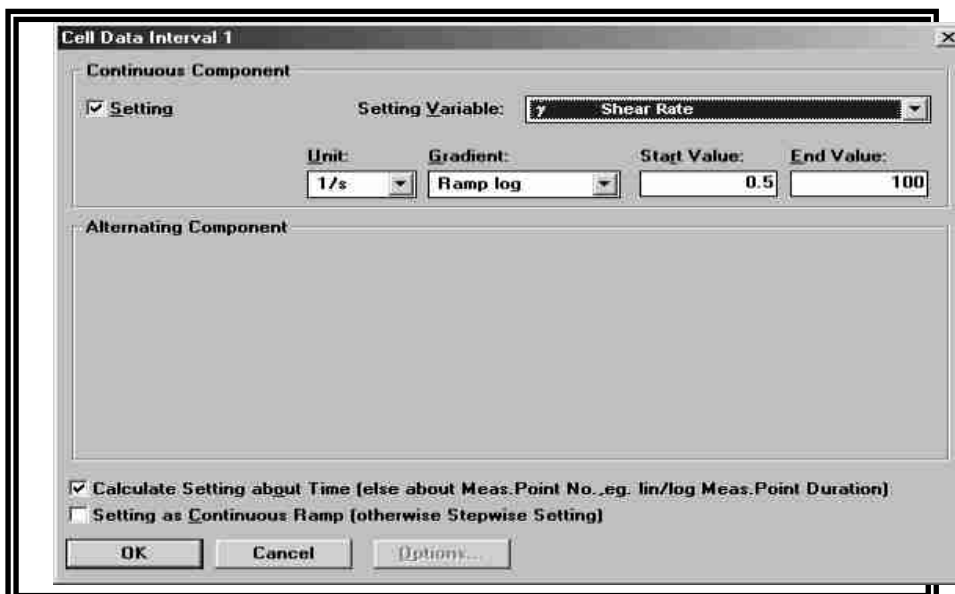 Cell Data Interval 1
Continuous Component
Setting Setting Variable: γ Shear Rate
Unit: Gradient: Start Value: End Value:
1/s Ramp log 0.5 100
Alternating Component
Calculate Setting about Time (else about Meas.Point No.,eg. lin/log Meas.Point Duration)
Setting as Continuous Ramp (otherwise Stepwise Setting)
OK Cancel Options...